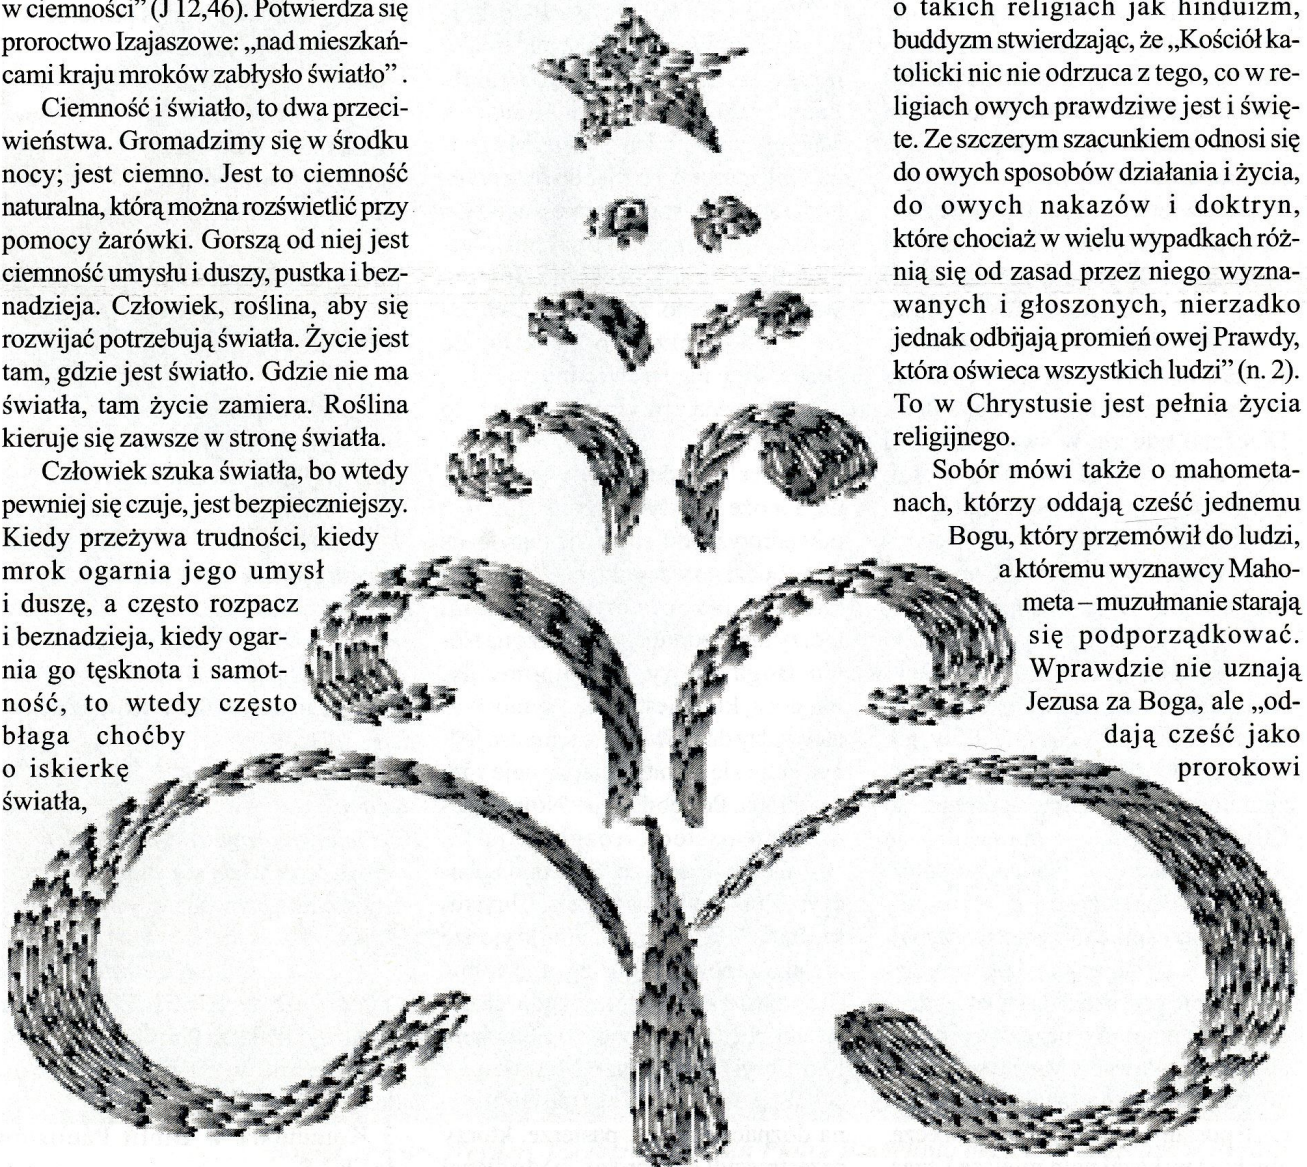 w ciemności” (J 12,46). Potwierdza się
proroctwo Izajaszowe: „nad mieszkań-
cami kraju mroków zabłysło światło” .
Ciemność i światło, to dwa przeci-
wieństwa. Gromadzimy się w środku
nocy; jest ciemno. Jest to ciemność
naturalna, którą można rozświetlić przy
pomocy żarówki. Gorszą od niej jest
ciemność umysłu i duszy, pustka i bez-
nadzieja. Człowiek, roślina, aby się
rozwijać potrzebują światła. Życie jest
tam, gdzie jest światło. Gdzie nie ma
światła, tam życie zamiera. Roślina
kieruje się zawsze w stronę światła.
Człowiek szuka światła, bo wtedy
pewniej się czuje, jest bezpieczniejszy.
Kiedy przeżywa trudności, kiedy
mrok ogarnia jego umysł
i duszę, a często rozpacz
i beznadzieja, kiedy ogar-
nia go tęsknota i samot-
ność, to wtedy często
błaga choćby
o iskierkę
światła,
o takich religiach jak hinduizm,
buddyzm stwierdzając, że „Kościół ka-
tolicki nic nie odrzuca z tego, co w re-
ligiach owych prawdziwe jest i świę-
te. Ze szczerym szacunkiem odnosi się
do owych sposobów działania i życia,
do owych nakazów i doktryn,
które chociaż w wielu wypadkach róż-
nią się od zasad przez niego wyzna-
wanych i głoszonych, nierzadko
jednak odbijają promień owej Prawdy,
która oświeca wszystkich ludzi” (n. 2).
To w Chrystusie jest pełnia życia
religijnego.
Sobór mówi także o mahometa-
nach, którzy oddają cześć jednemu
Bogu, który przemówił do ludzi,
a któremu wyznawcy Maho-
meta – muzułmanie starają
się podporządkować.
Wprawdzie nie uznają
Jezusa za Boga, ale „od-
dają cześć jako
prorokowi